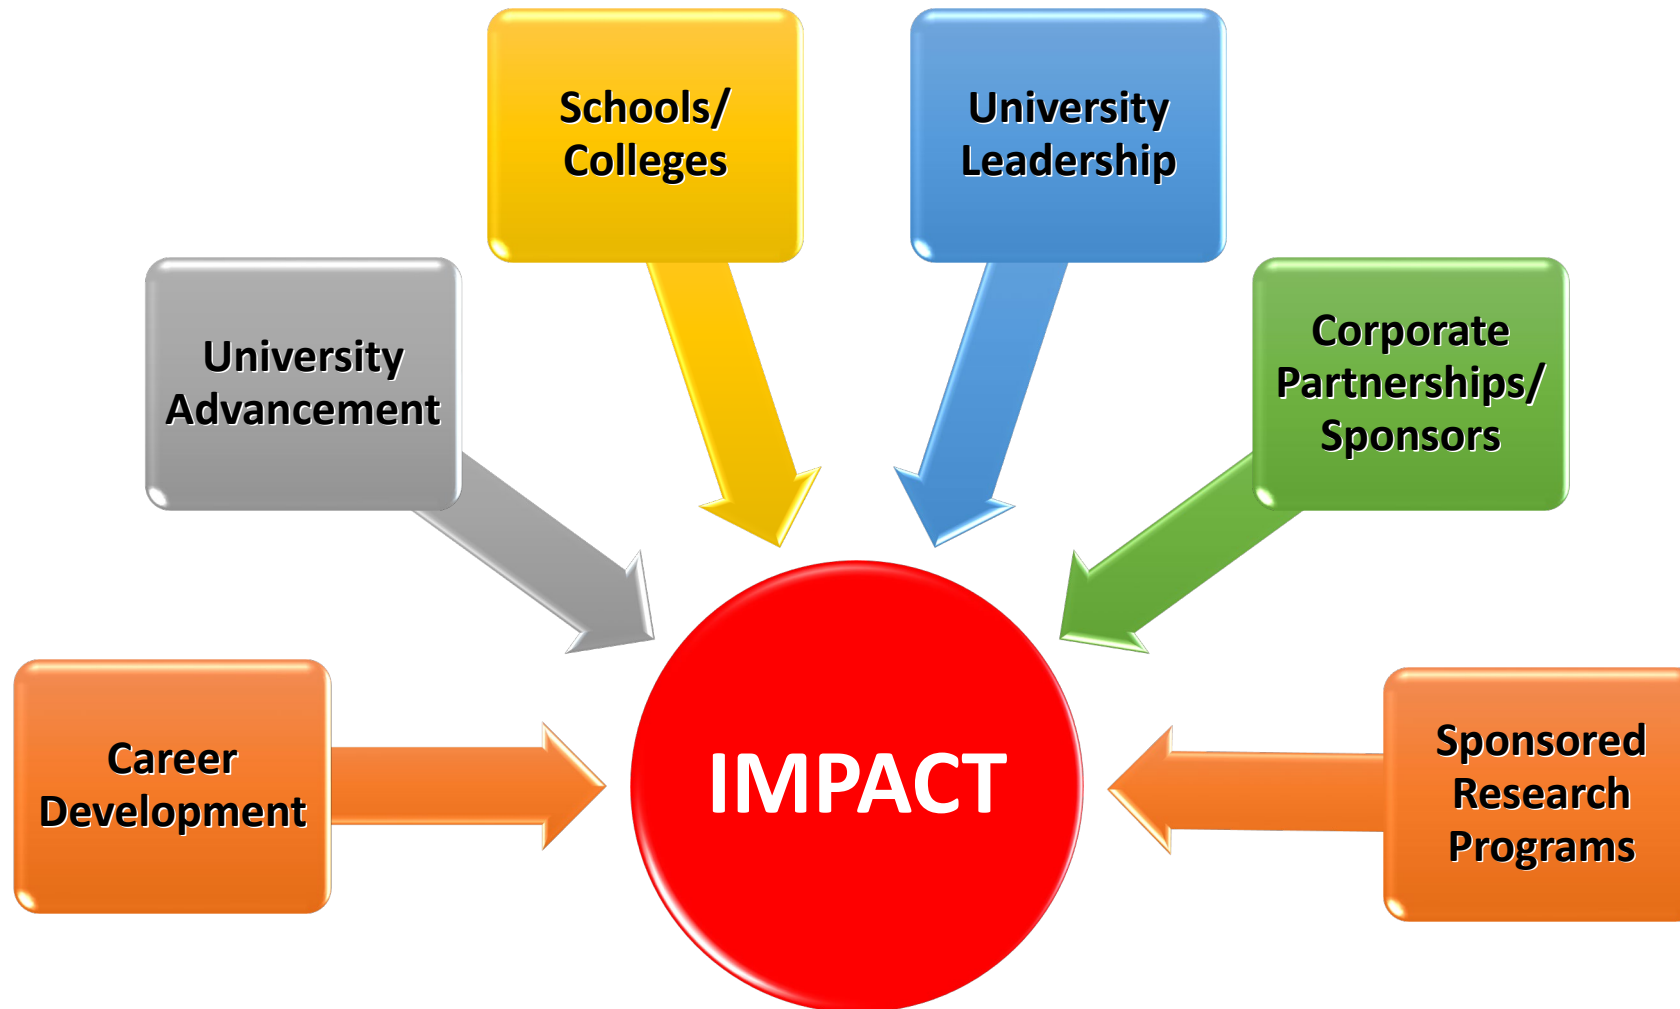 Schools/
Colleges
University
Leadership
University
Advancement
Corporate
Partnerships/
Sponsors
Career
Development
IMPACT
Sponsored
Research
Programs